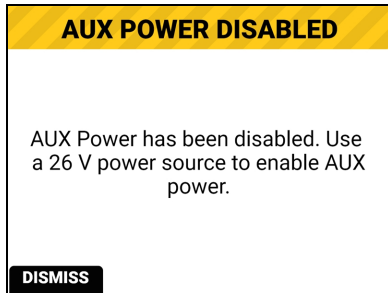 AUX POWER DISABLED
AUX Power has been disabled. Use
a 26 V power source to enable AUX
power.
DISMISS